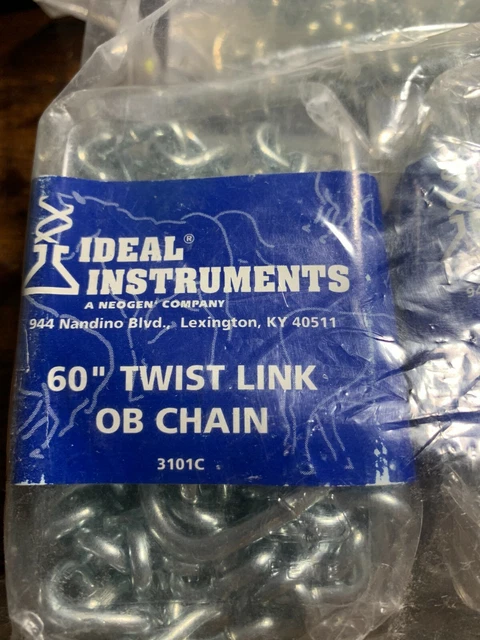 IDEAL®
INSTRUMENTS
A NEOGEN® COMPANY
944 Nandino Blvd., Lexington, KY 40511
60" TWIST LINK
OB CHAIN
3101C